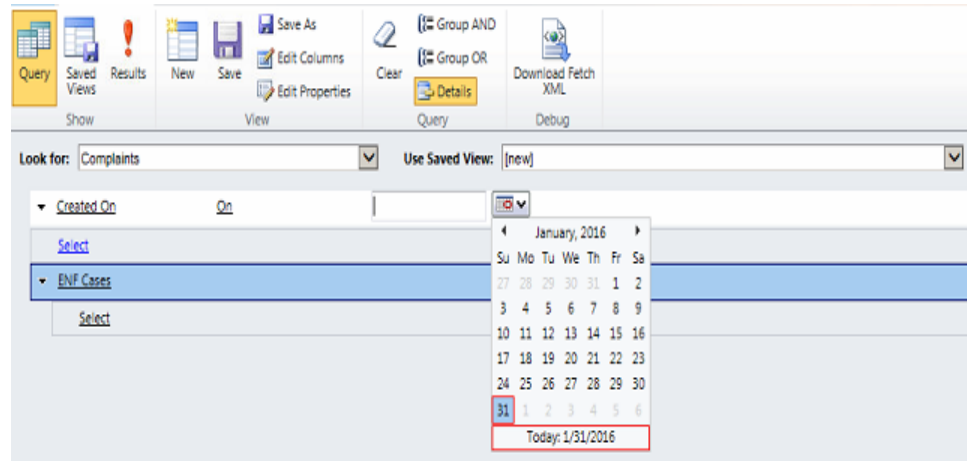 Query
Saved Views
Results
New
Save
Save As
Edit Columns
Edit Properties
Clear
Group AND
Group OR
Details
Download Fetch XML
Show
View
Query
Debug
Look for: Complaints
Use Saved View: [new]
Created On On
January, 2016
Su Mo Tu We Th Fr Sa
27 28 29 30 31 1 2
3 4 5 6 7 8 9
10 11 12 13 14 15 16
17 18 19 20 21 22 23
24 25 26 27 28 29 30
31 1 2 3 4 5 6
Today: 1/31/2016
Select
ENF Cases
Select